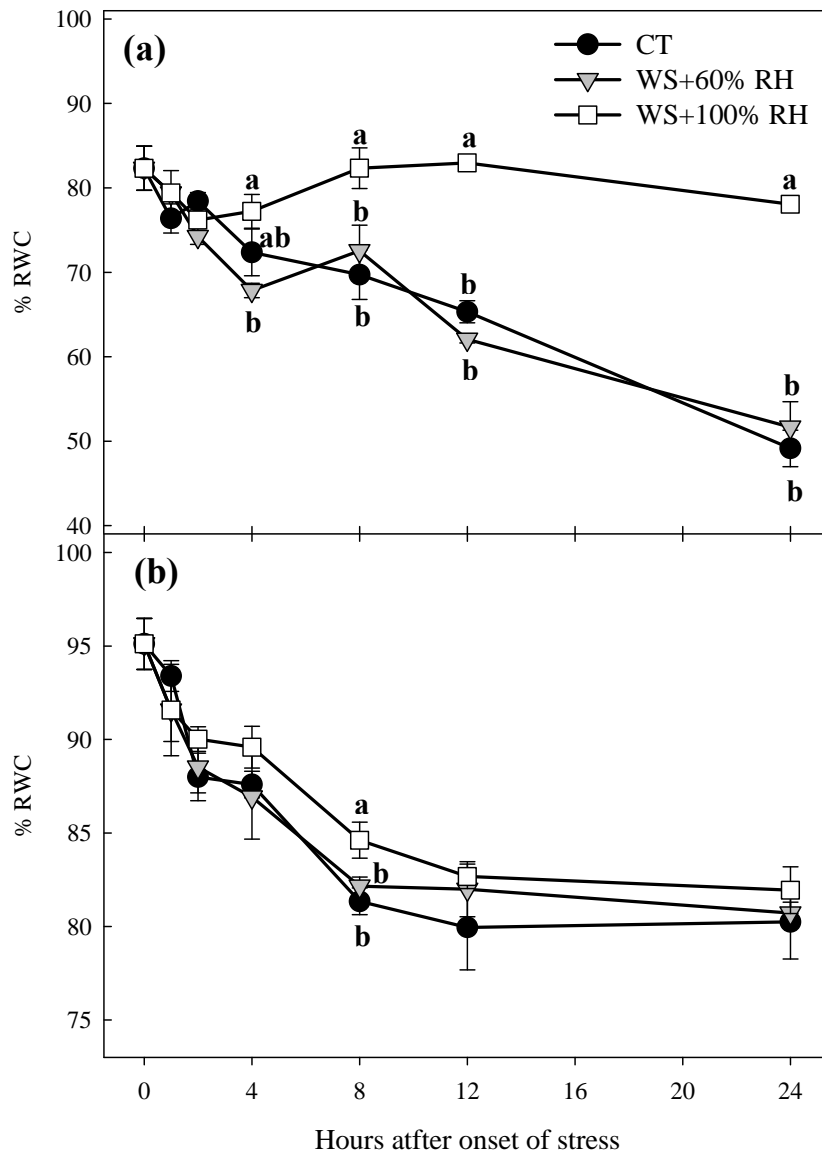 100
(a)
CT
WS+60% RH
WS+100% RH
90
80
70
60
50
40
% RWC
a
a
a
a
ab
b
b
b
b
b
b
b
100
(b)
95
90
85
80
75
% RWC
a
b
b
0 4 8 12 16 20 24
Hours atfter onset of stress